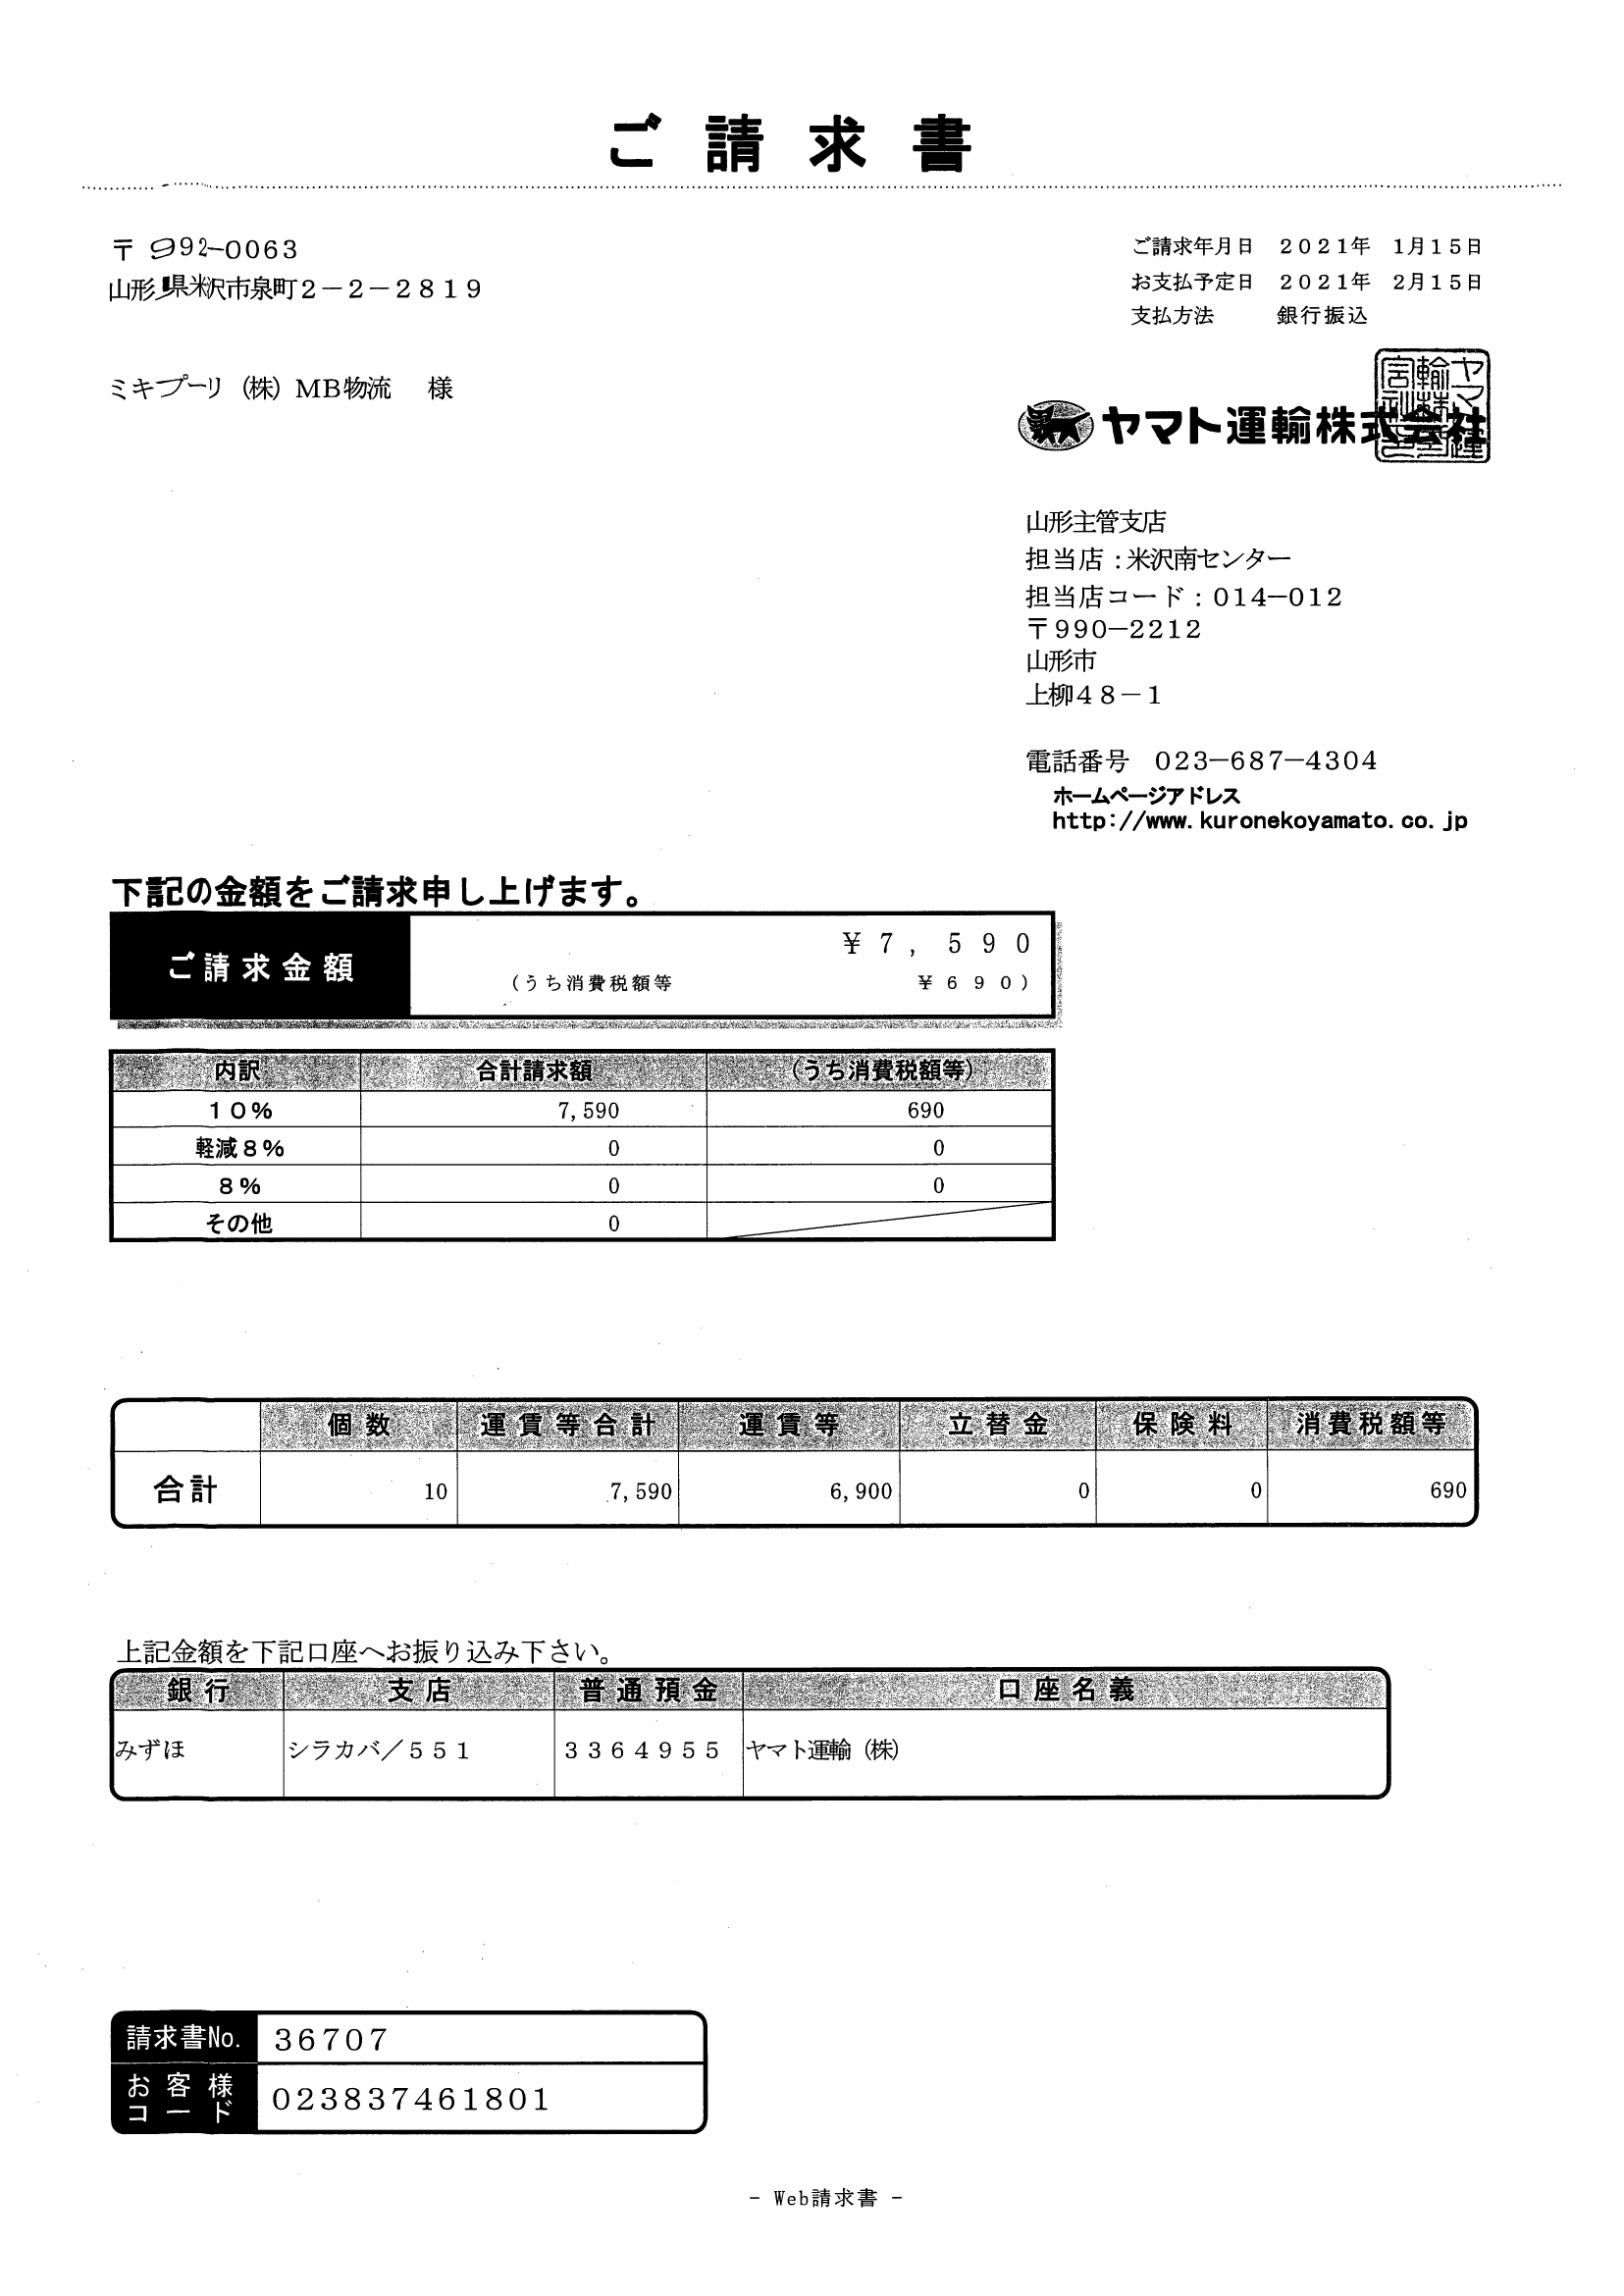 ご請求書
〒 992-0063
山形県米沢市泉町2-2-2819
ご請求年月日 2021年 1月15日
お支払予定日 2021年 2月15日
支払方法 銀行振込
ミキプーリ(株)MB物流 様
ヤマト運輸株式会社
山形主管支店
担当店:米沢南センター
担当店コード:014-012
〒990-2212
山形市
上柳48-1
電話番号 023-687-4304
ホームページアドレス
http://www.kuronekoyamato.co.jp
下記の金額をご請求申し上げます。
ご請求金額 ¥7,590
(うち消費税額等 ¥690)
内訳 合計請求額 (うち消費税額等)
10% 7,590 690
軽減8% 0 0
8% 0 0
その他 0
個数 運賃等合計 運賃等 立替金 保険料 消費税額等
合計 10 7,590 6,900 0 0 690
上記金額を下記口座へお振り込み下さい。
銀行 支店 普通預金 口座名義
みずほ シラカバ/551 3364955 ヤマト運輸(株)
請求書No. 36707
お客様
コード 023837461801
- Web請求書 -